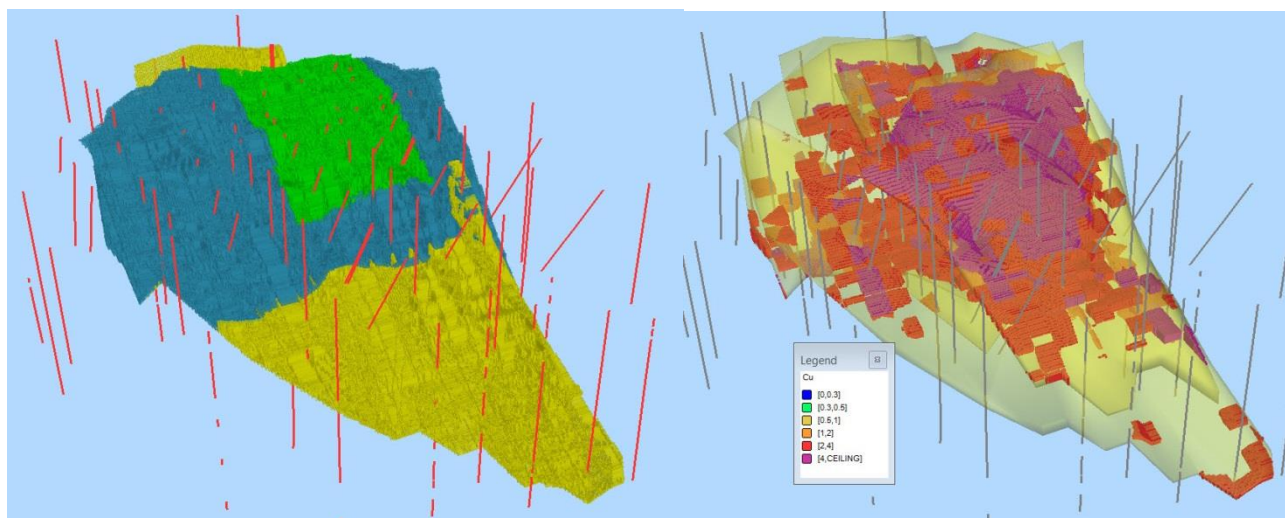 Legend
Cu
[0,0.3]
[0.3,0.5]
[0.5,1]
[1,2]
[2,4]
[4,CEILING]